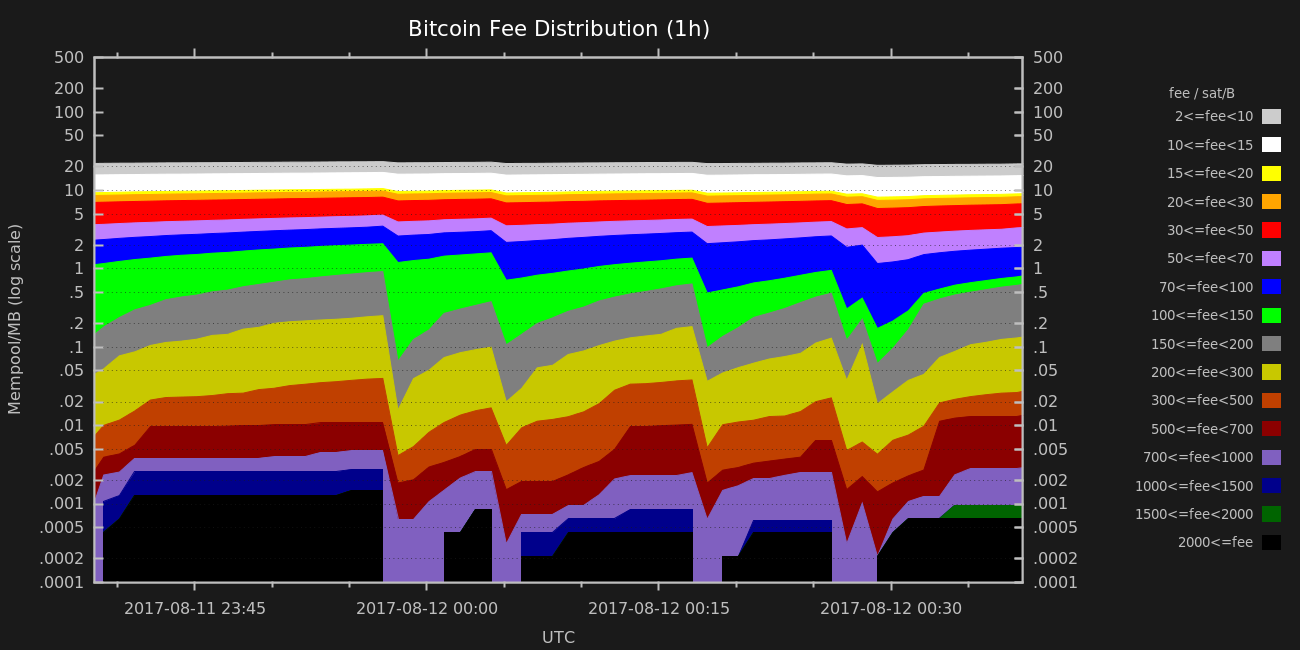 Bitcoin Fee Distribution (1h)
500
200
100
50
20
10
5
2
1
.5
.2
.1
.05
.02
.01
.005
.002
.001
.0005
.0002
.0001
Mempool/MB (log scale)
500
200
100
50
20
10
5
2
1
.5
.2
.1
.05
.02
.01
.005
.002
.001
.0005
.0002
.0001
2017-08-11 23:45
2017-08-12 00:00
2017-08-12 00:15
2017-08-12 00:30
UTC
fee / sat/B
2<=fee<10
10<=fee<15
15<=fee<20
20<=fee<30
30<=fee<50
50<=fee<70
70<=fee<100
100<=fee<150
150<=fee<200
200<=fee<300
300<=fee<500
500<=fee<700
700<=fee<1000
1000<=fee<1500
1500<=fee<2000
2000<=fee